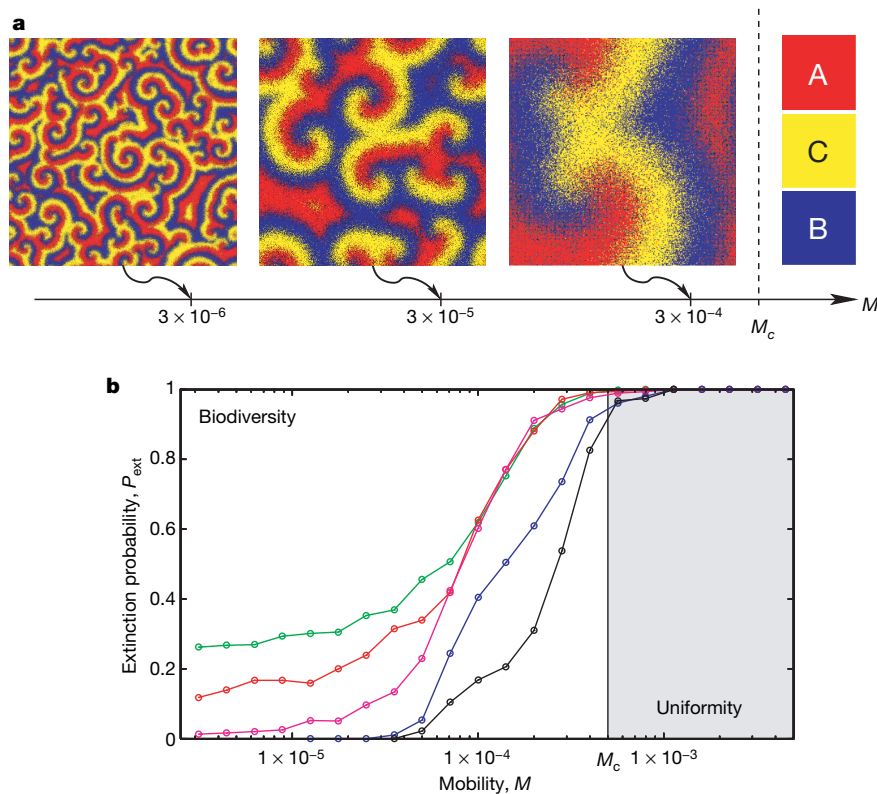 a
A
C
B
3 × 10⁻⁶
3 × 10⁻⁵
3 × 10⁻⁴
M_c
M
b
Biodiversity
Uniformity
Extinction probability, P_ext
1
0.8
0.6
0.4
0.2
0
1 × 10⁻⁵
1 × 10⁻⁴
M_c
1 × 10⁻³
Mobility, M